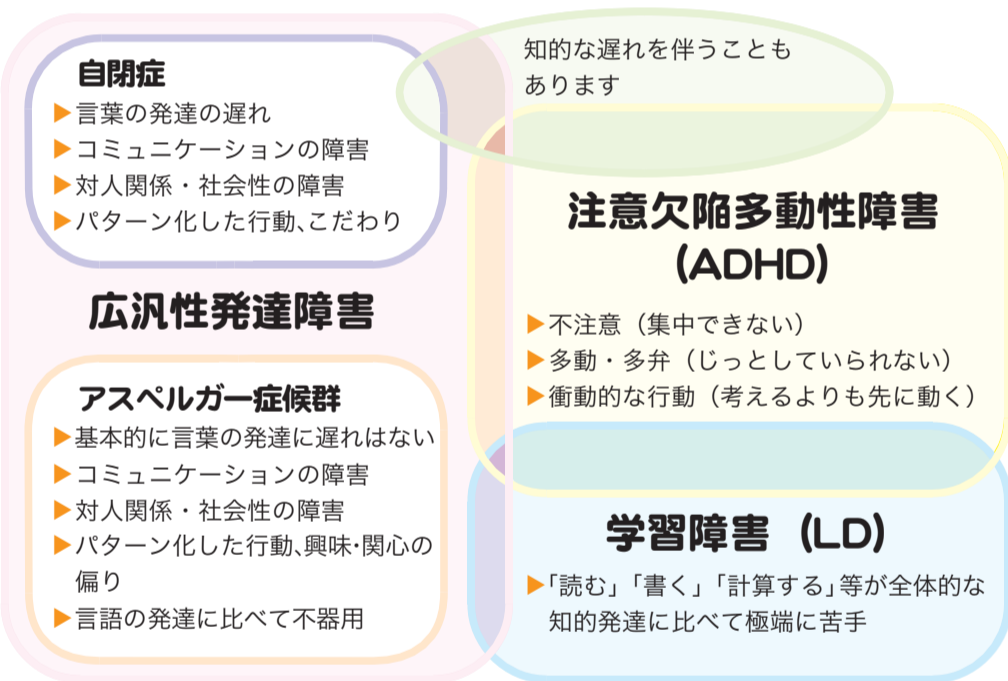 自閉症
▶言葉の発達の遅れ
▶コミュニケーションの障害
▶対人関係・社会性の障害
▶パターン化した行動、こだわり
広汎性発達障害
アスペルガー症候群
▶基本的に言葉の発達に遅れはない
▶コミュニケーションの障害
▶対人関係・社会性の障害
▶パターン化した行動、興味・関心の
偏り
▶言語の発達に比べて不器用
知的な遅れを伴うことも
あります
注意欠陥多動性障害
(ADHD)
▶不注意（集中できない）
▶多動・多弁（じっとしていられない）
▶衝動的な行動（考えるよりも先に動く）
学習障害 (LD)
▶「読む」「書く」「計算する」等が全体的な
知的発達に比べて極端に苦手